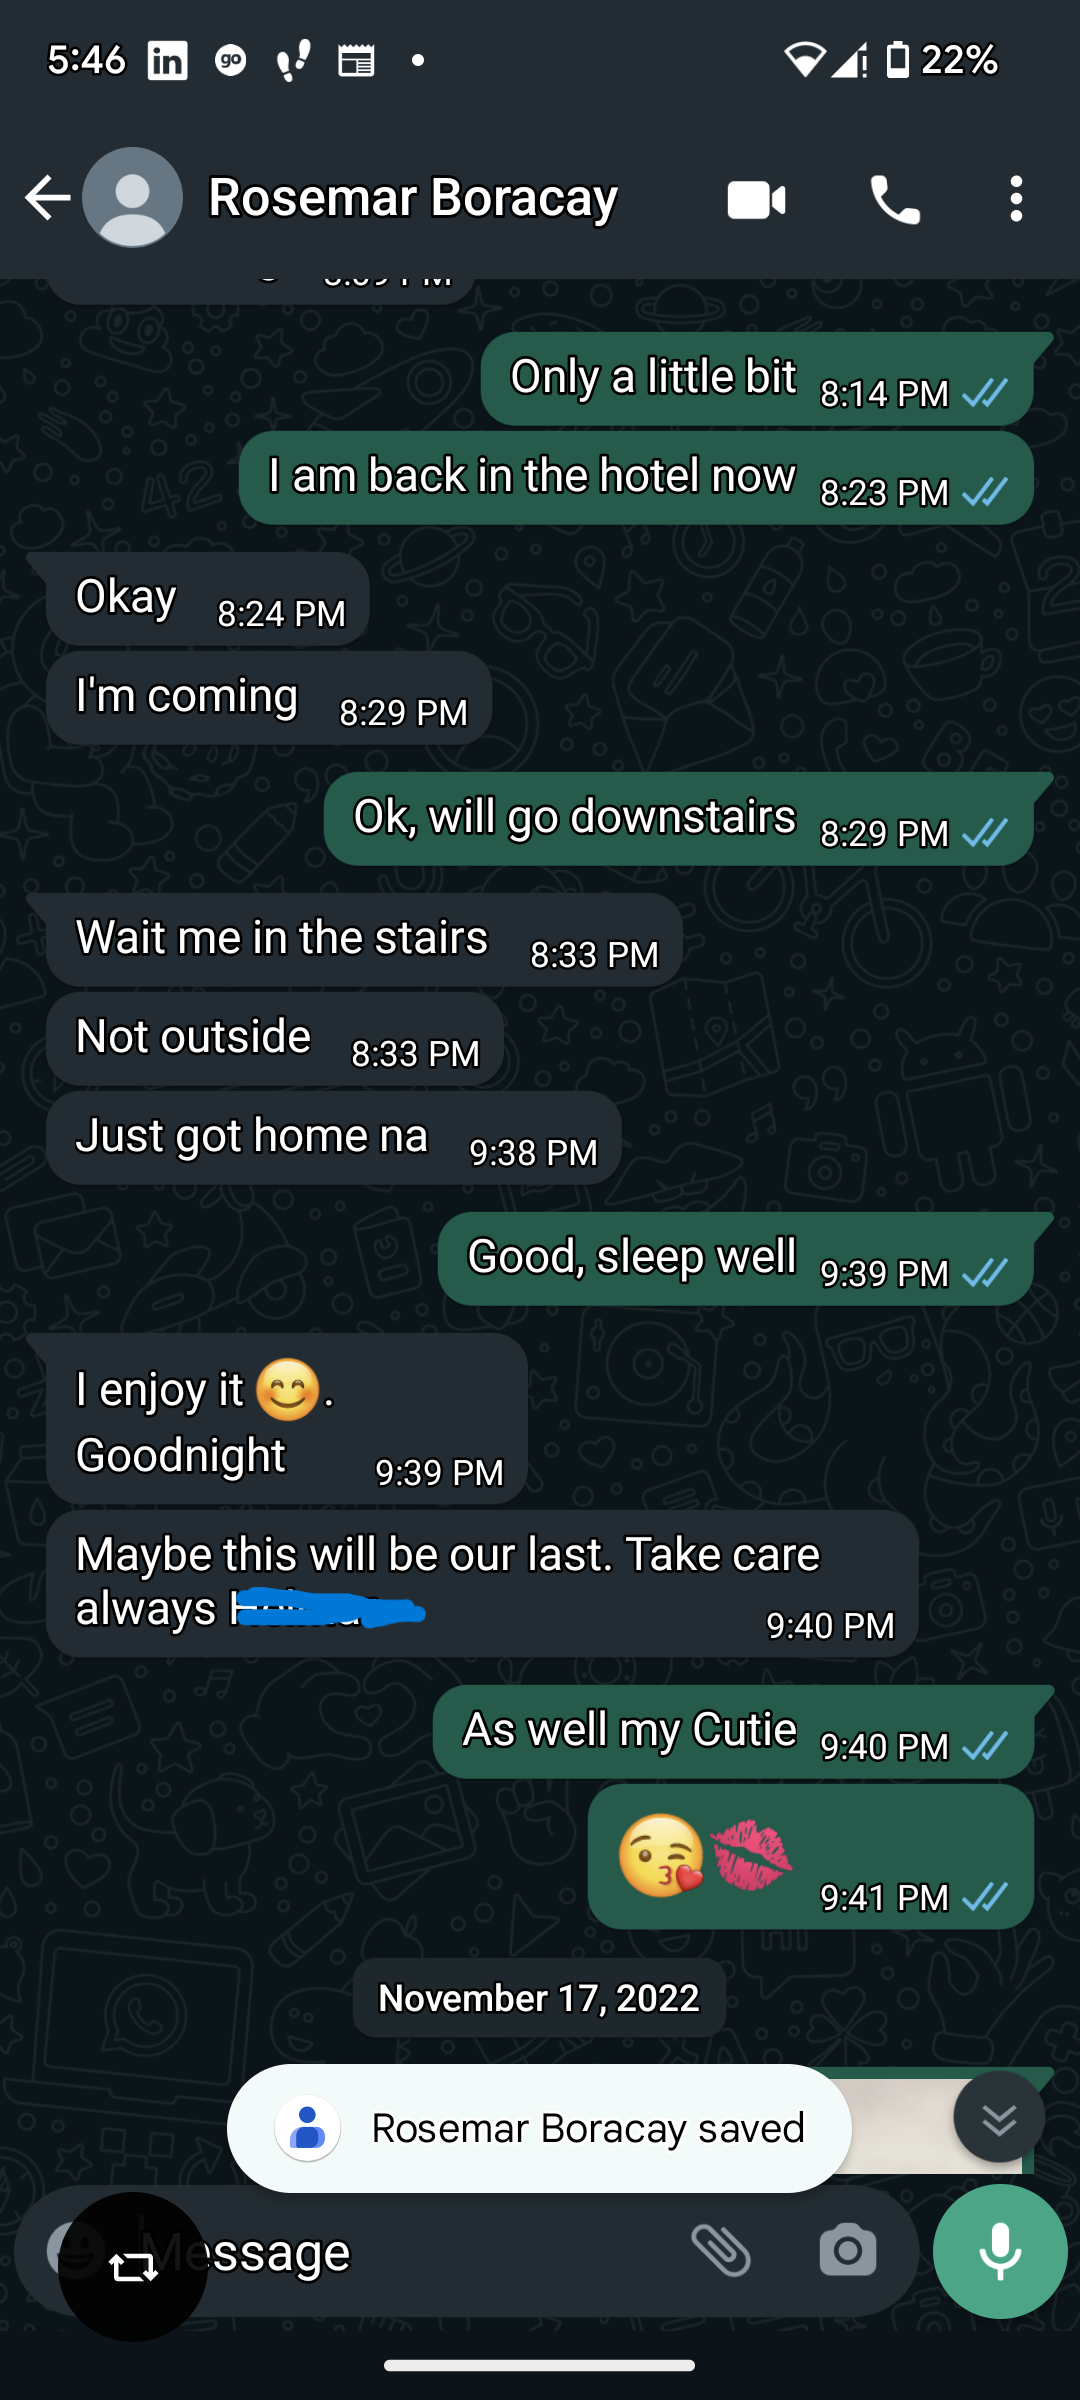 5:46
in
go
22%
Rosemar Boracay
Only a little bit 8:14 PM
I am back in the hotel now 8:23 PM
Okay 8:24 PM
I'm coming 8:29 PM
Ok, will go downstairs 8:29 PM
Wait me in the stairs 8:33 PM
Not outside 8:33 PM
Just got home na 9:38 PM
Good, sleep well 9:39 PM
I enjoy it 😊.
Goodnight 9:39 PM
Maybe this will be our last. Take care
always
9:40 PM
As well my Cutie 9:40 PM
😘💋 9:41 PM
November 17, 2022
Rosemar Boracay saved
Message